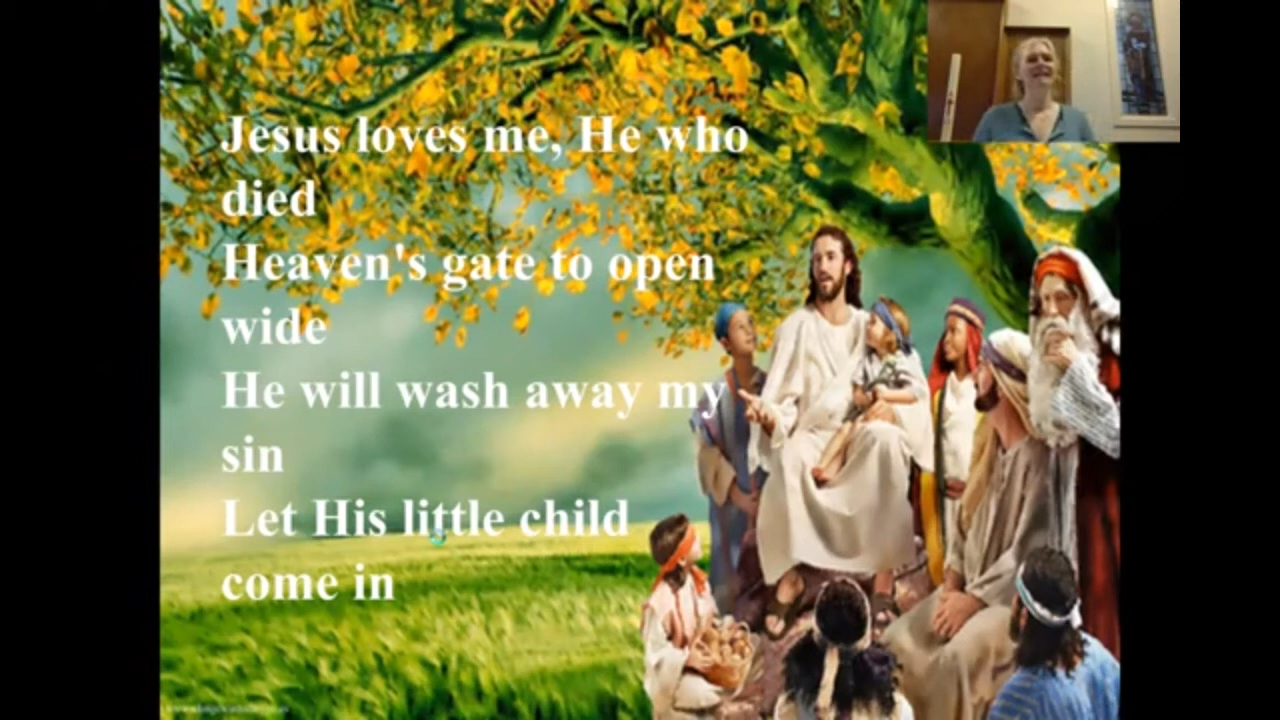 Jesus loves me, He who
died
Heaven's gate to open
wide
He will wash away my
sin
Let His little child
come in